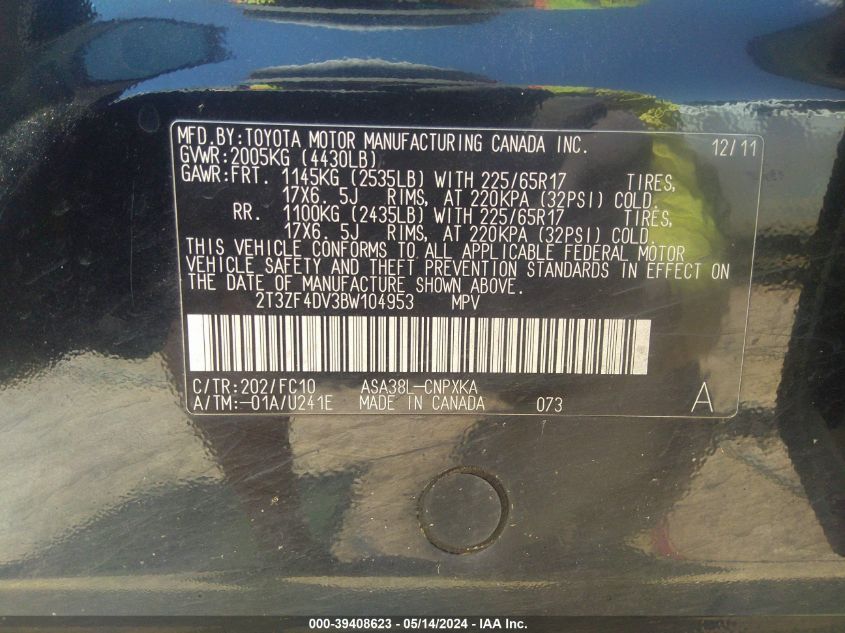 MFD.BY:TOYOTA MOTOR MANUFACTURING CANADA INC. 12/11
GVWR:2005KG (4430LB)
GAWR:FRT. 1145KG (2535LB) WITH 225/65R17 TIRES,
17X6. 5J RIMS, AT 220KPA (32PSI) COLD.
RR. 1100KG (2435LB) WITH 225/65R17 TIRES,
17X6. 5J RIMS, AT 220KPA (32PSI) COLD.
THIS VEHICLE CONFORMS TO ALL APPLICABLE FEDERAL MOTOR
VEHICLE SAFETY AND THEFT PREVENTION STANDARDS IN EFFECT ON
THE DATE OF MANUFACTURE SHOWN ABOVE.
2T3ZF4DV3BW104953 MPV
C/TR:202/FC10 ASA38L-CNPXKA
A/TM:-01A/U241E MADE IN CANADA 073 A
000-39408623 - 05/14/2024 - IAA Inc.